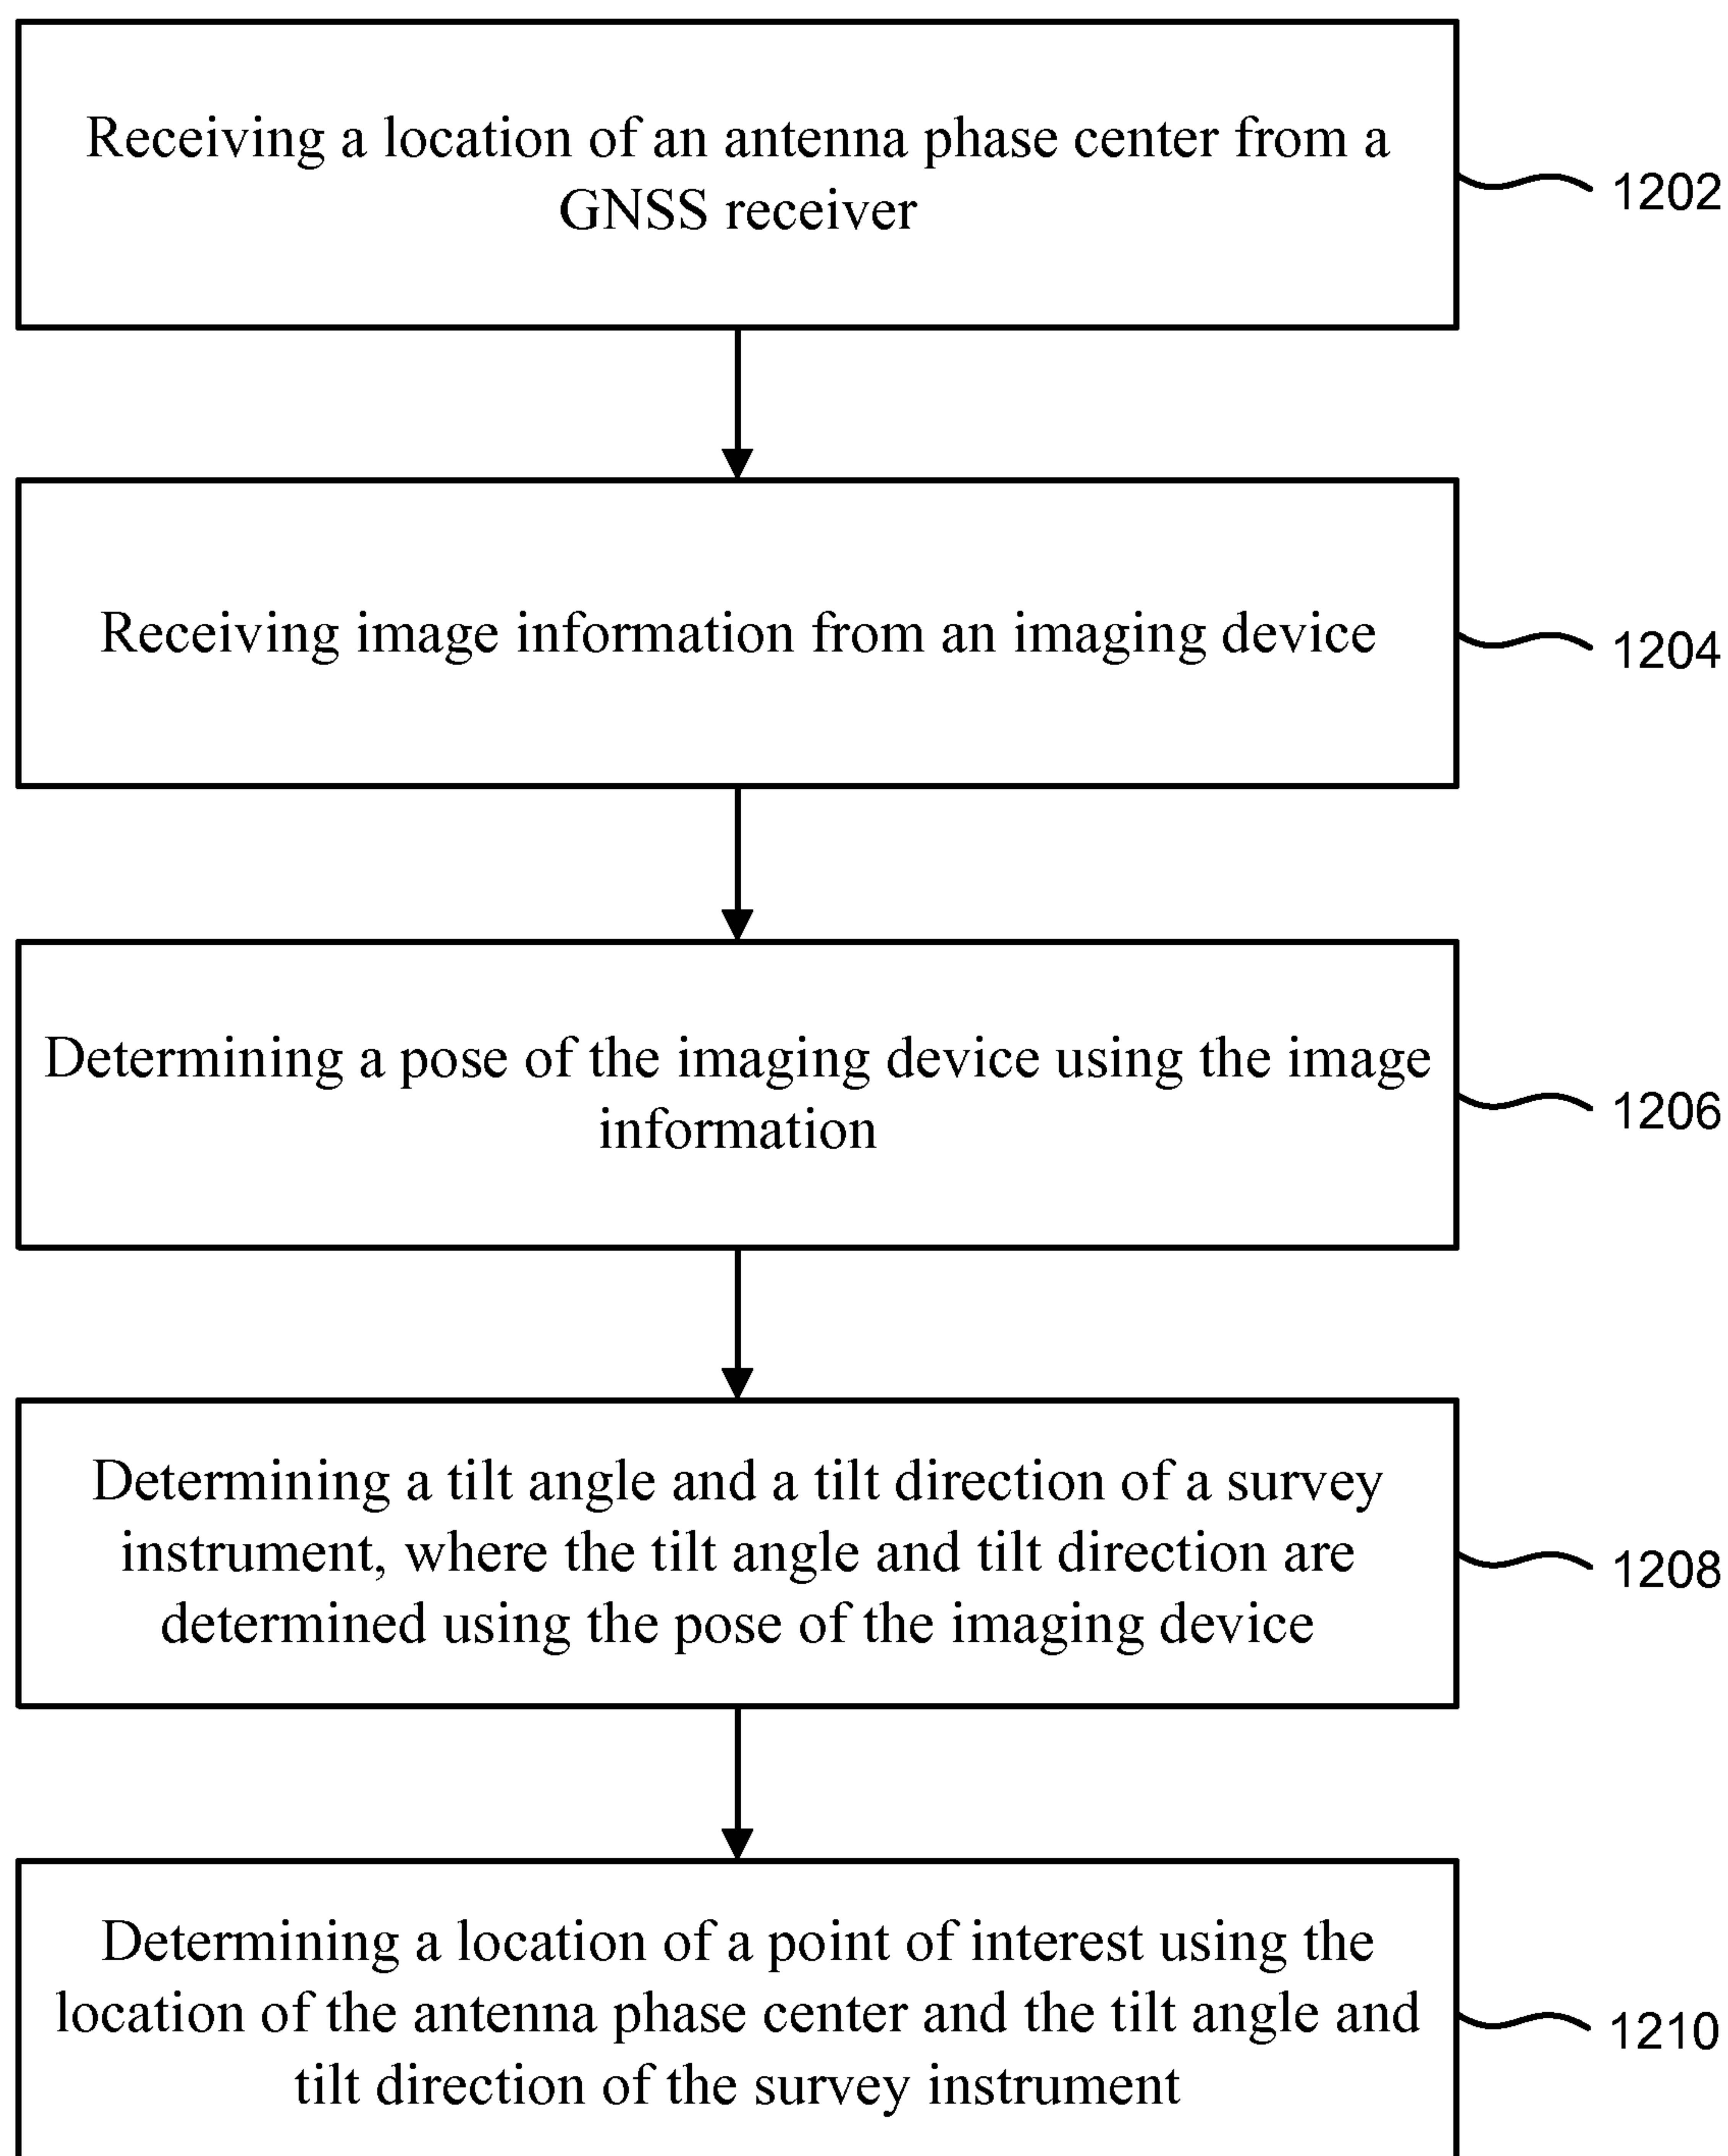 Receiving a location of an antenna phase center from a
GNSS receiver
1202
Receiving image information from an imaging device
1204
Determining a pose of the imaging device using the image
information
1206
Determining a tilt angle and a tilt direction of a survey
instrument, where the tilt angle and tilt direction are
determined using the pose of the imaging device
1208
Determining a location of a point of interest using the
location of the antenna phase center and the tilt angle and
tilt direction of the survey instrument
1210